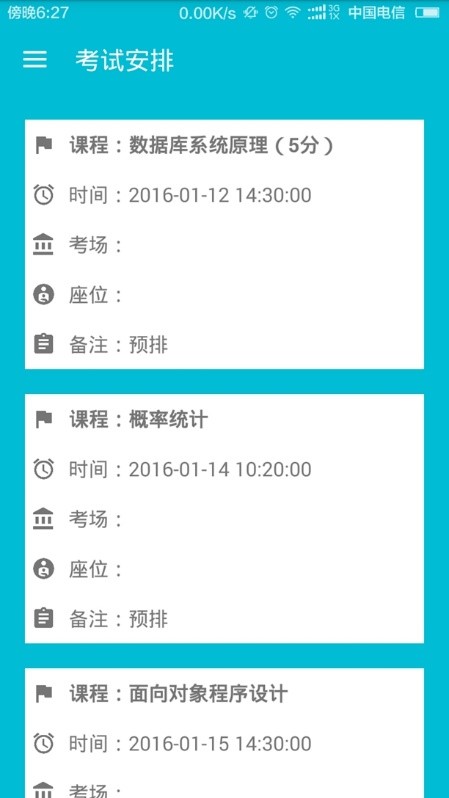 傍晚6:27 0.00K/s 3G 1X 中国电信
考试安排
课程：数据库系统原理（5分）
时间：2016-01-12 14:30:00
考场：
座位：
备注：预排
课程：概率统计
时间：2016-01-14 10:20:00
考场：
座位：
备注：预排
课程：面向对象程序设计
时间：2016-01-15 14:30:00
考场：